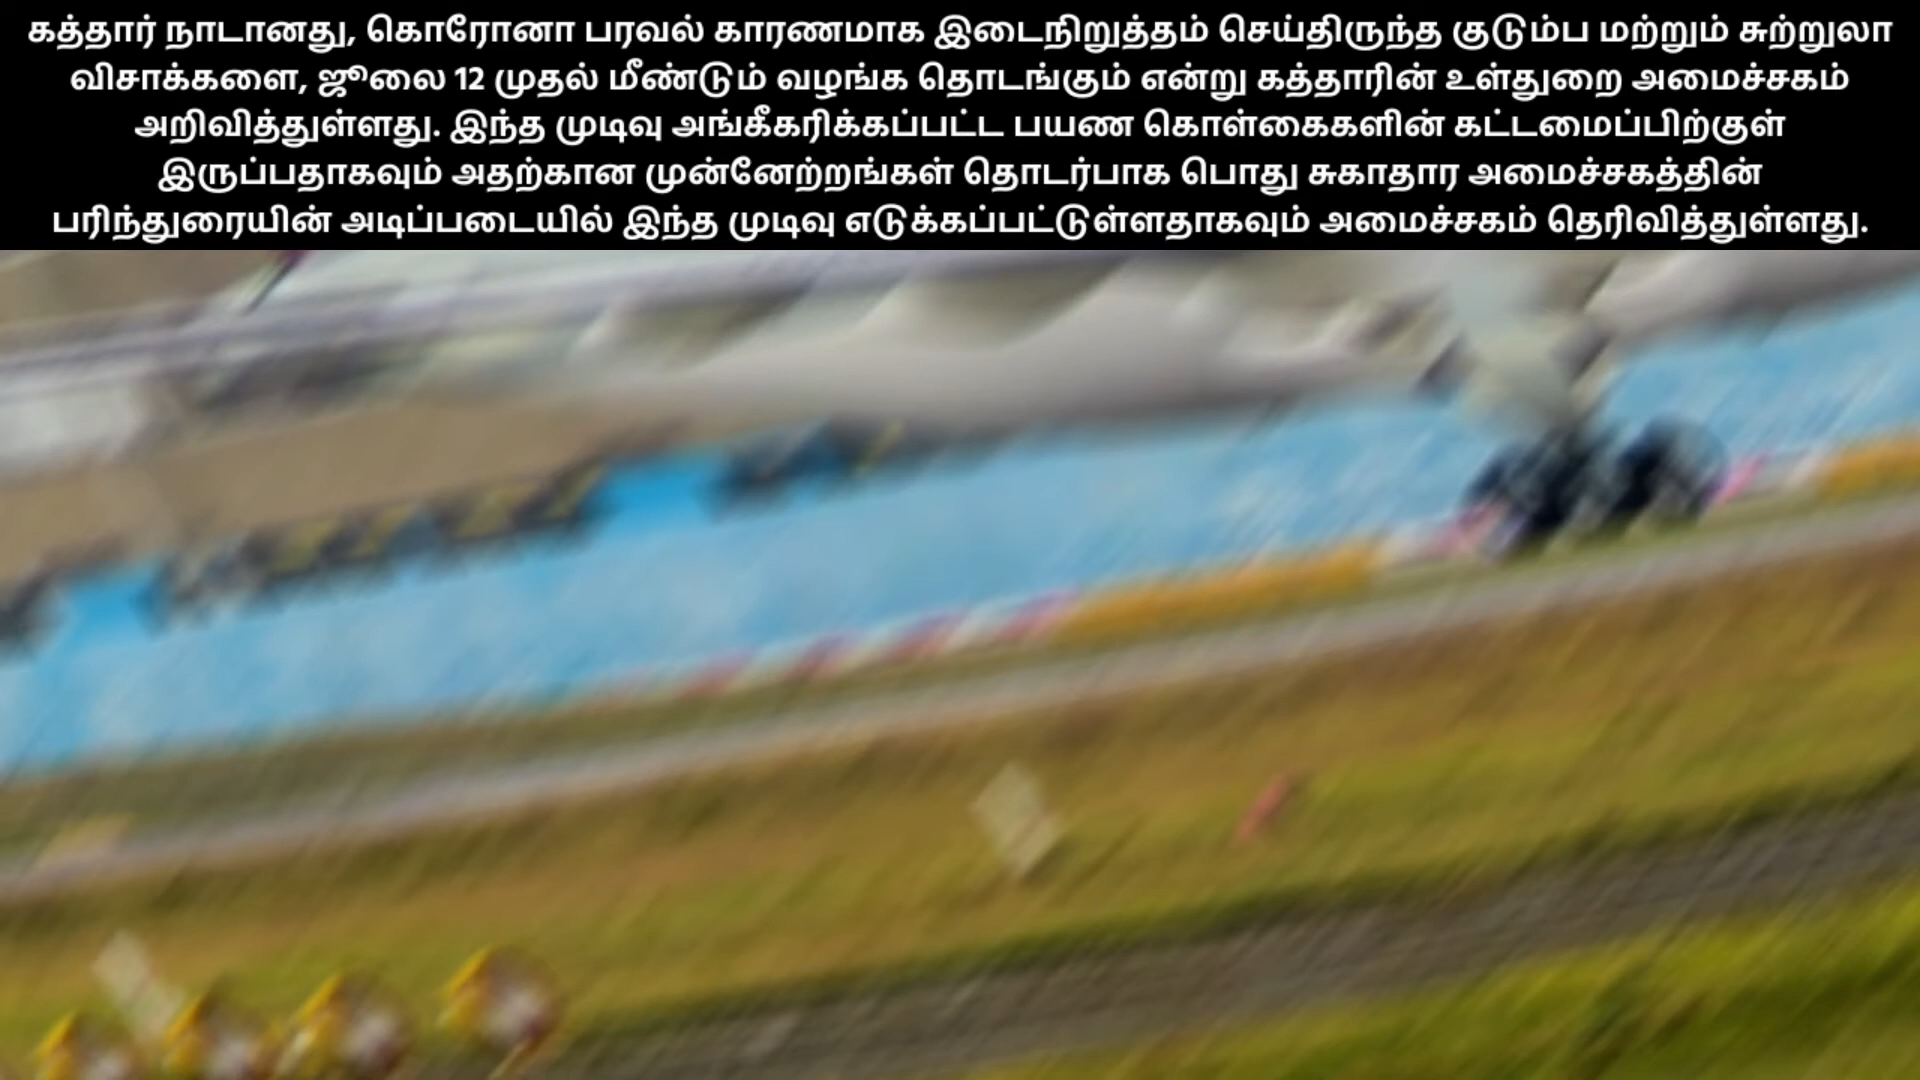 கத்தார் நாடானது, கொரோனா பரவல் காரணமாக இடைநிறுத்தம் செய்திருந்த குடும்ப மற்றும் சுற்றுலா
விசாக்களை, ஜூலை 12 முதல் மீண்டும் வழங்க தொடங்கும் என்று கத்தாரின் உள்துறை அமைச்சகம்
அறிவித்துள்ளது. இந்த முடிவு அங்கீகரிக்கப்பட்ட பயண கொள்கைகளின் கட்டமைப்பிற்குள்
இருப்பதாகவும் அதற்கான முன்னேற்றங்கள் தொடர்பாக பொது சுகாதார அமைச்சகத்தின்
பரிந்துரையின் அடிப்படையில் இந்த முடிவு எடுக்கப்பட்டுள்ளதாகவும் அமைச்சகம் தெரிவித்துள்ளது.